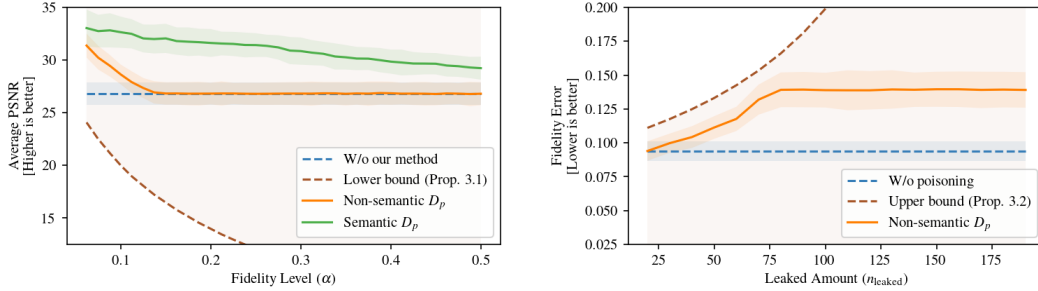 Average PSNR
[Higher is better]
35
30
25
20
15
0.1
0.2
0.3
0.4
0.5
Fidelity Level (α)
W/o our method
Lower bound (Prop. 3.1)
Non-semantic Dp
Semantic Dp
Fidelity Error
[Lower is better]
0.200
0.175
0.150
0.125
0.100
0.075
0.050
0.025
25
50
75
100
125
150
175
Leaked Amount (nleaked)
W/o poisoning
Upper bound (Prop. 3.2)
Non-semantic Dp